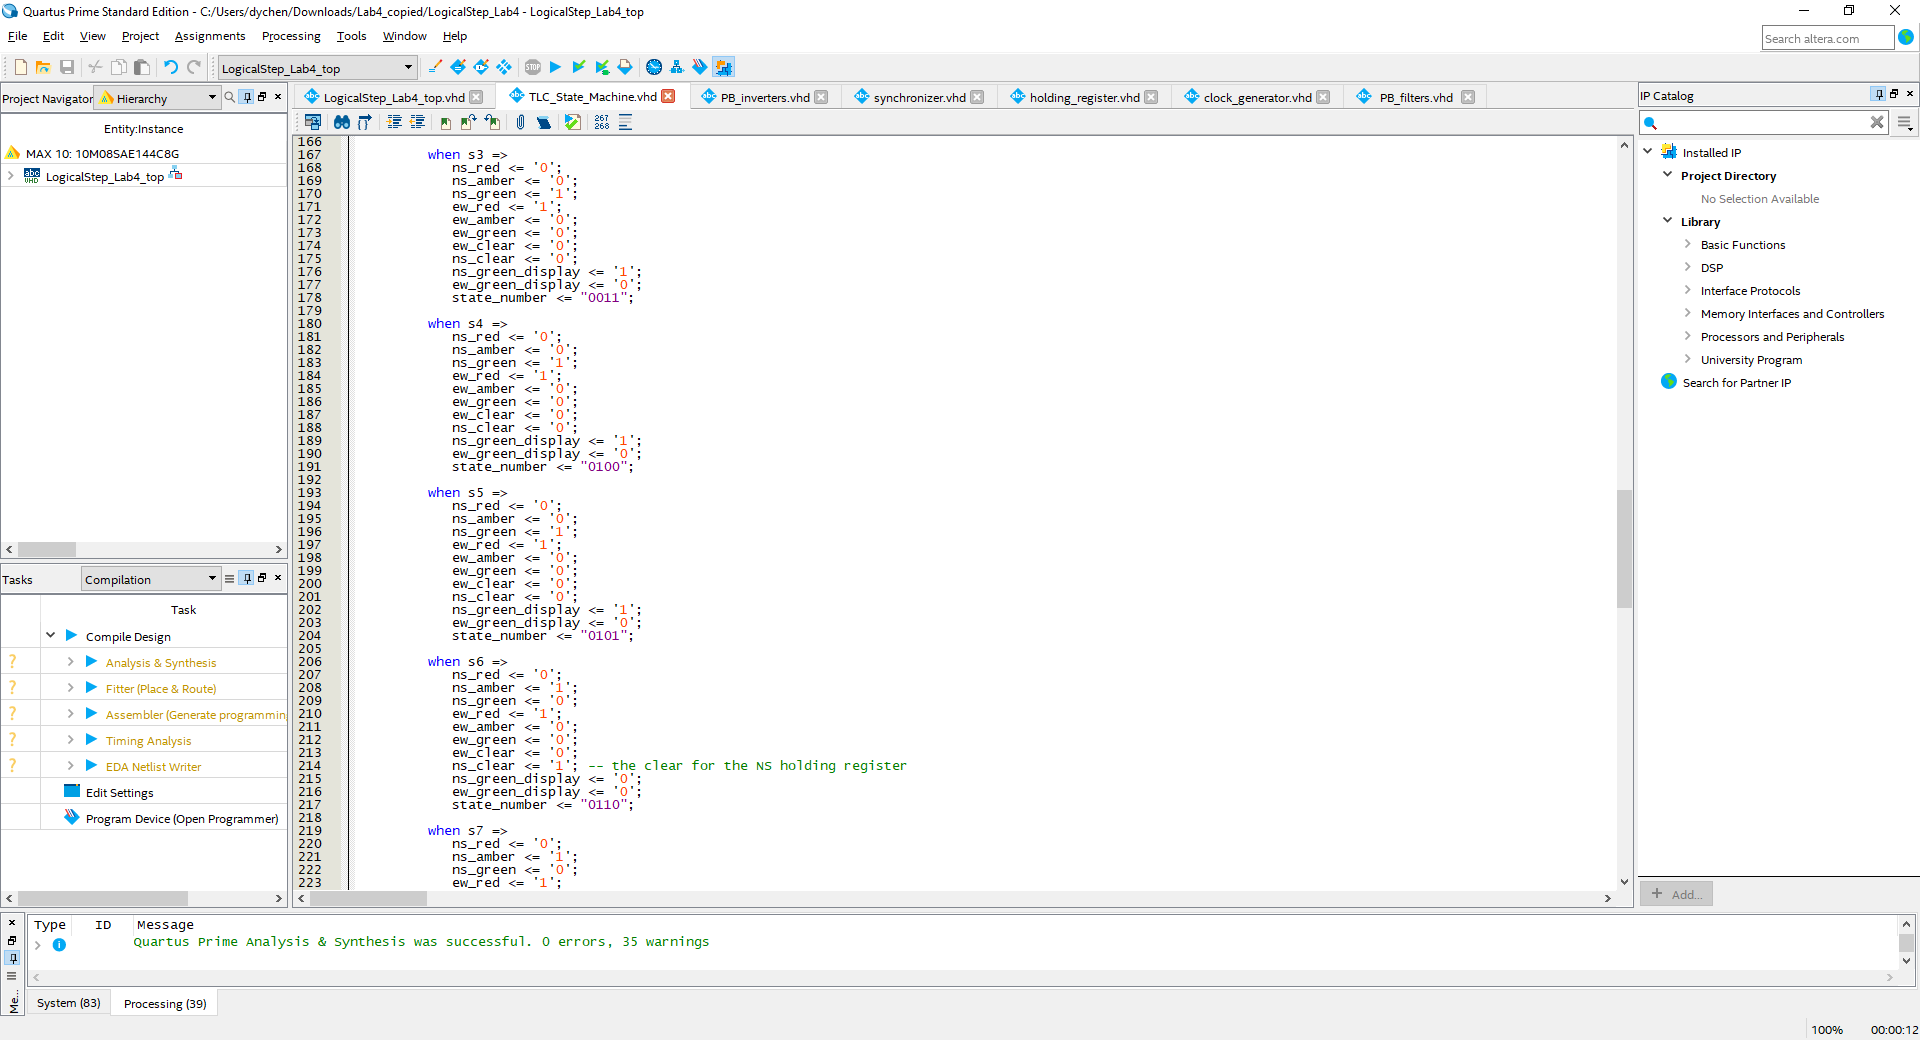 Quartus Prime Standard Edition - C:/Users/dychen/Downloads/Lab4_copied/LogicalStep_Lab4 - LogicalStep_Lab4_top
File Edit View Project Assignments Processing Tools Window Help
Search altera.com
LogicalStep_Lab4_top
Project Navigator Hierarchy
LogicalStep_Lab4_top.vhd TLC_State_Machine.vhd PB_inverters.vhd synchronizer.vhd holding_register.vhd clock_generator.vhd PB_filters.vhd
IP Catalog
Entity:Instance
MAX 10: 10M08SAE144C8G
LogicalStep_Lab4_top
267
268
166
167 when s3 =>
168 ns_red <= '0';
169 ns_amber <= '0';
170 ns_green <= '1';
171 ew_red <= '1';
172 ew_amber <= '0';
173 ew_green <= '0';
174 ew_clear <= '0';
175 ns_clear <= '0';
176 ns_green_display <= '1';
177 ew_green_display <= '0';
178 state_number <= "0011";
179
180 when s4 =>
181 ns_red <= '0';
182 ns_amber <= '0';
183 ns_green <= '1';
184 ew_red <= '1';
185 ew_amber <= '0';
186 ew_green <= '0';
187 ew_clear <= '0';
188 ns_clear <= '0';
189 ns_green_display <= '1';
190 ew_green_display <= '0';
191 state_number <= "0100";
192
193 when s5 =>
194 ns_red <= '0';
195 ns_amber <= '0';
196 ns_green <= '1';
197 ew_red <= '1';
198 ew_amber <= '0';
199 ew_green <= '0';
200 ew_clear <= '0';
201 ns_clear <= '0';
202 ns_green_display <= '1';
203 ew_green_display <= '0';
204 state_number <= "0101";
205
206 when s6 =>
207 ns_red <= '0';
208 ns_amber <= '1';
209 ns_green <= '0';
210 ew_red <= '1';
211 ew_amber <= '0';
212 ew_green <= '0';
213 ew_clear <= '0';
214 ns_clear <= '1'; -- the clear for the NS holding register
215 ns_green_display <= '0';
216 ew_green_display <= '0';
217 state_number <= "0110";
218
219 when s7 =>
220 ns_red <= '0';
221 ns_amber <= '1';
222 ns_green <= '0';
223 ew_red <= '1';
Installed IP
Project Directory
No Selection Available
Library
Basic Functions
DSP
Interface Protocols
Memory Interfaces and Controllers
Processors and Peripherals
University Program
Search for Partner IP
+ Add...
Tasks Compilation
Task
Compile Design
? Analysis & Synthesis
? Fitter (Place & Route)
? Assembler (Generate programmin
? Timing Analysis
? EDA Netlist Writer
Edit Settings
Program Device (Open Programmer)
Type ID Message
Quartus Prime Analysis & Synthesis was successful. 0 errors, 35 warnings
Me...
System (83) Processing (39)
100% 00:00:12